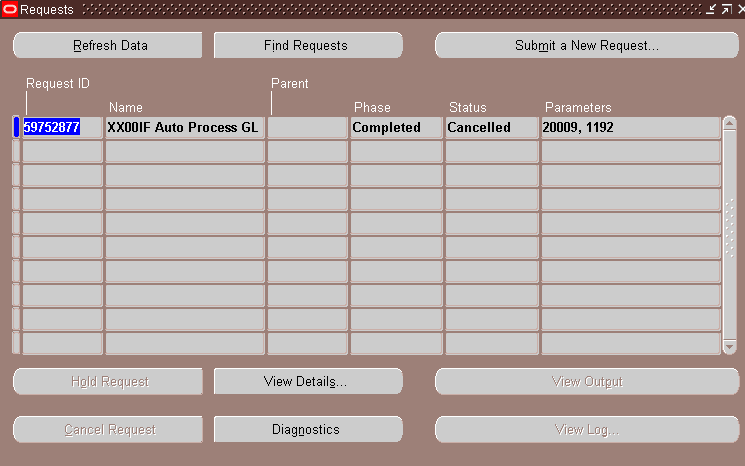 Requests
Refresh Data Find Requests Submit a New Request...
Request ID Parent
Name Phase Status Parameters
59752877 XX00IF Auto Process GL Completed Cancelled 20009, 1192
Hold Request View Details... View Output
Cancel Request Diagnostics View Log...